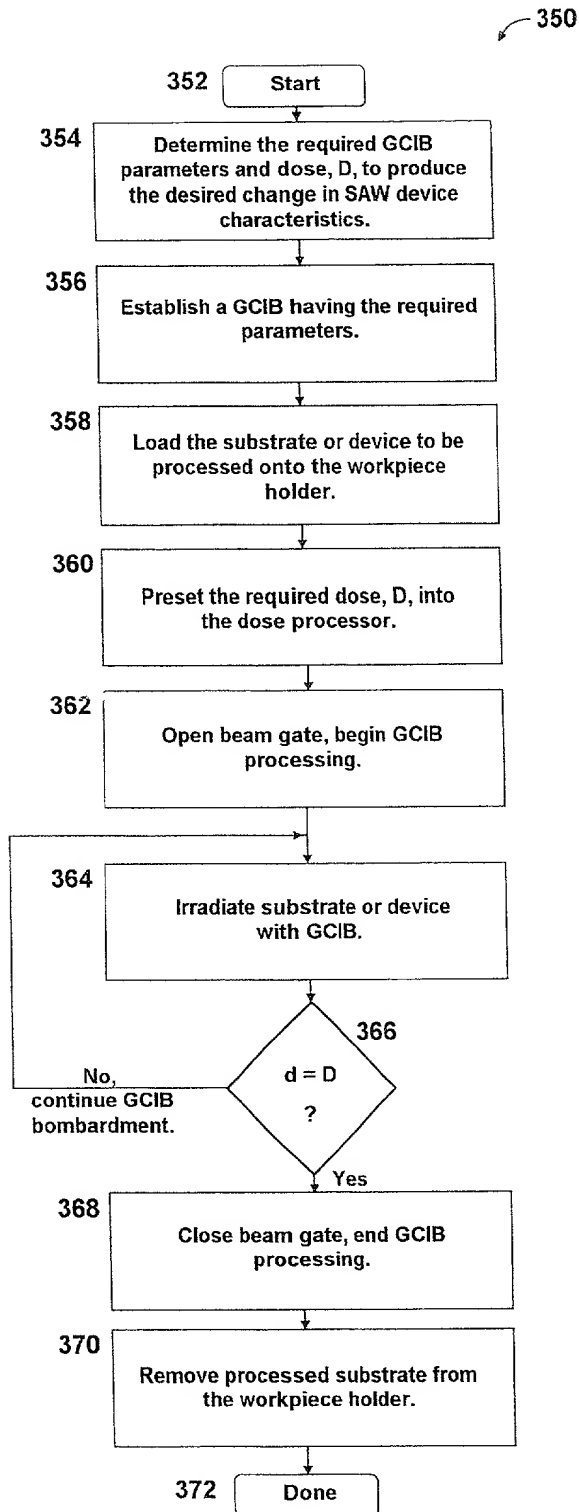 350
352
Start
354
Determine the required GCIB
parameters and dose, D, to produce
the desired change in SAW device
characteristics.
356
Establish a GCIB having the required
parameters.
358
Load the substrate or device to be
processed onto the workpiece
holder.
360
Preset the required dose, D, into
the dose processor.
362
Open beam gate, begin GCIB
processing.
364
Irradiate substrate or device
with GCIB.
366
d = D
?
No,
continue GCIB
bombardment.
Yes
368
Close beam gate, end GCIB
processing.
370
Remove processed substrate from
the workpiece holder.
372
Done